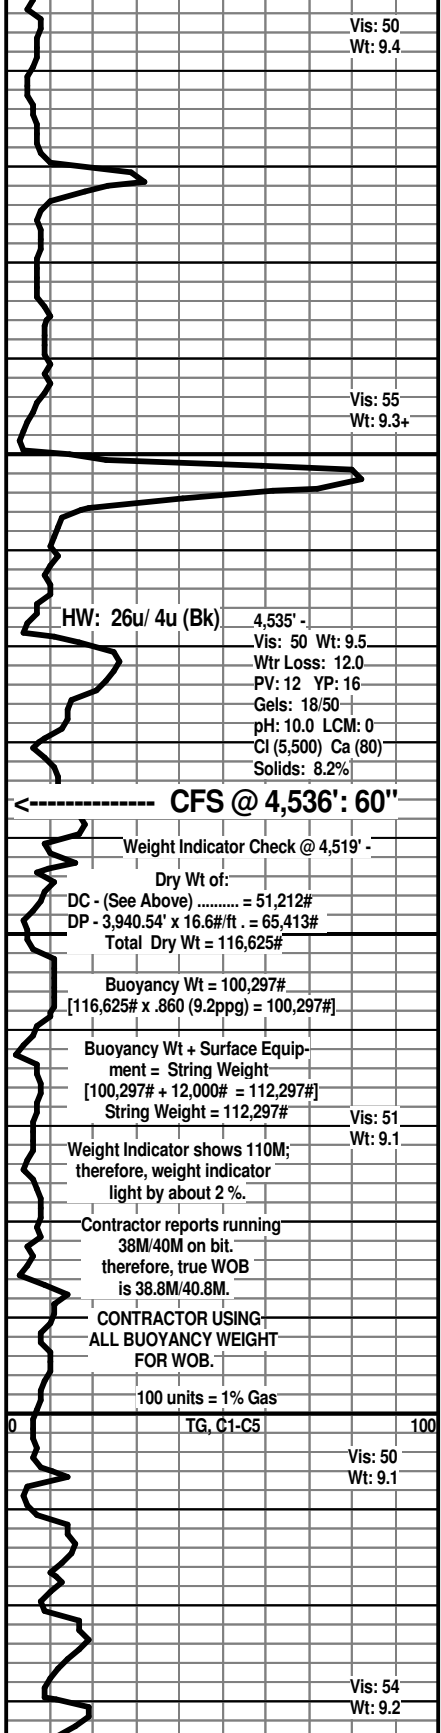 Vis: 50
Wt: 9.4
Vis: 55
Wt: 9.3+
HW: 26u/ 4u (Bk)
4,535' -
Vis: 50 Wt: 9.5
Wtr Loss: 12.0
PV: 12 YP: 16
Gels: 18/50
pH: 10.0 LCM: 0
Cl (5,500) Ca (80)
Solids: 8.2%
<-------------- CFS @ 4,536': 60"
Weight Indicator Check @ 4,519' -
Dry Wt of:
DC - (See Above) .......... = 51,212#
DP - 3,940.54' x 16.6#/ft . = 65,413#
Total Dry Wt = 116,625#
Buoyancy Wt = 100,297#
[116,625# x .860 (9.2ppg) = 100,297#]
Buoyancy Wt + Surface Equip-
ment = String Weight
[100,297# + 12,000# = 112,297#]
String Weight = 112,297#
Vis: 51
Wt: 9.1
Weight Indicator shows 110M;
therefore, weight indicator
light by about 2 %.
Contractor reports running
38M/40M on bit.
therefore, true WOB
is 38.8M/40.8M.
CONTRACTOR USING
ALL BUOYANCY WEIGHT
FOR WOB.
100 units = 1% Gas
0 TG, C1-C5 100
Vis: 50
Wt: 9.1
Vis: 54
Wt: 9.2